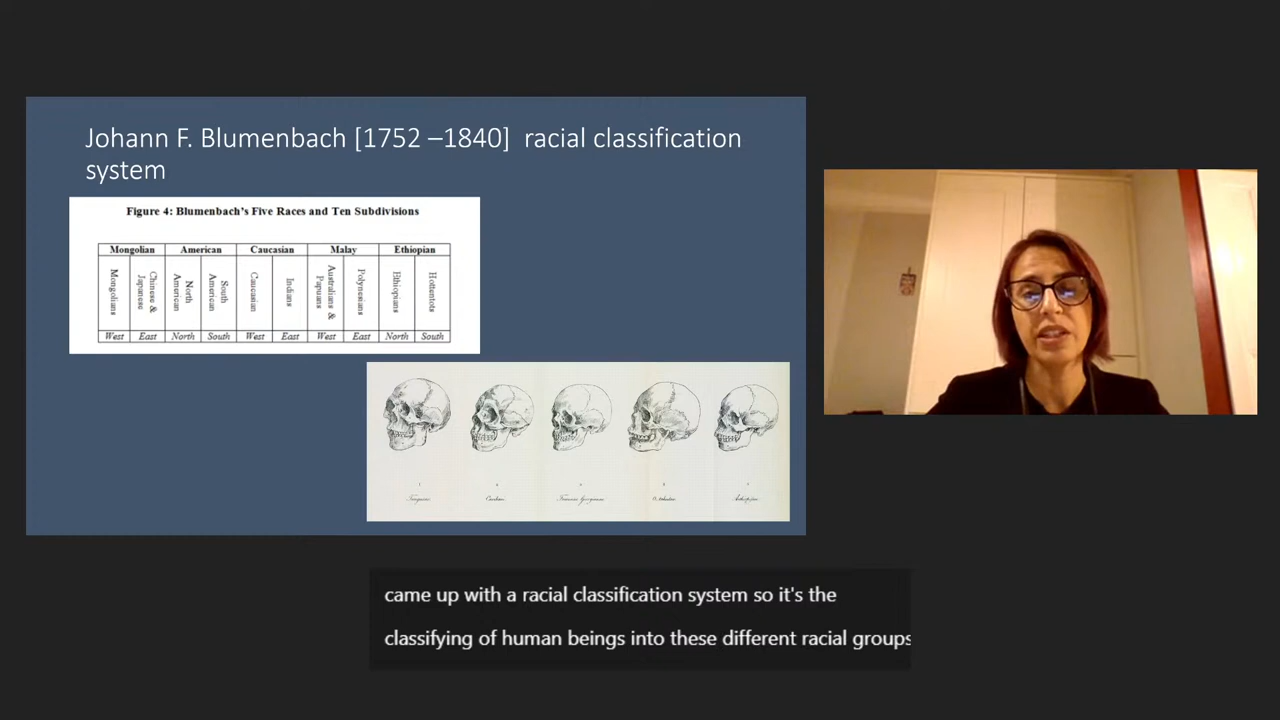 Johann F. Blumenbach [1752 –1840] racial classification
system
Figure 4: Blumenbach's Five Races and Ten Subdivisions
Mongolian American Caucasian Malay Ethiopian
Mongolians
Chinese &
Japanese
North
American
South
American
Caucasian
Indians
Australians &
Papuans
Polynesians
Ethiopians
Hottentots
West East North South West East West East North South
came up with a racial classification system so it's the
classifying of human beings into these different racial groups